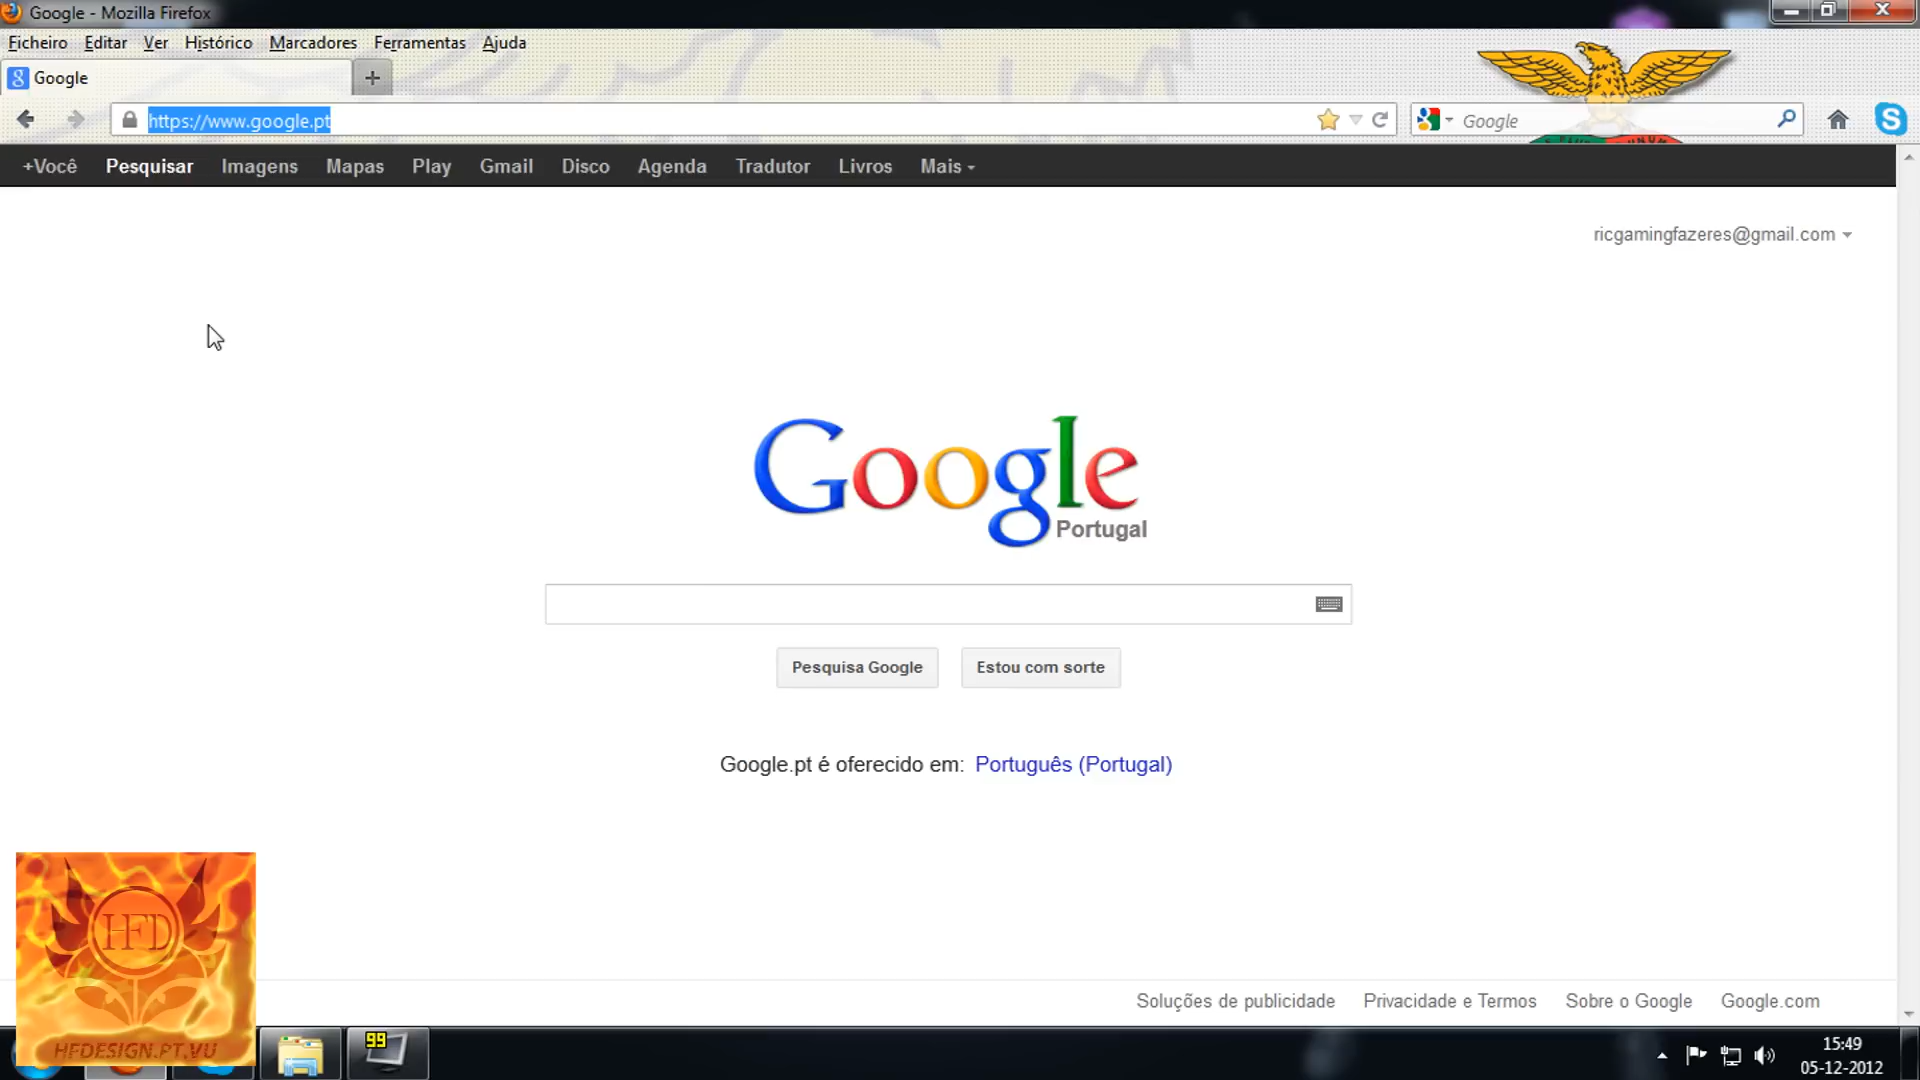 Google - Mozilla Firefox
Ficheiro Editar Ver Histórico Marcadores Ferramentas Ajuda
Google
https://www.google.pt
Google
+Você Pesquisar Imagens Mapas Play Gmail Disco Agenda Tradutor Livros Mais
ricgamingfazeres@gmail.com
Google
Portugal
Pesquisa Google Estou com sorte
Google.pt é oferecido em: Português (Portugal)
HFD
HFDESIGN.PT.VU
Soluções de publicidade Privacidade e Termos Sobre o Google Google.com
99
15:49
05-12-2012